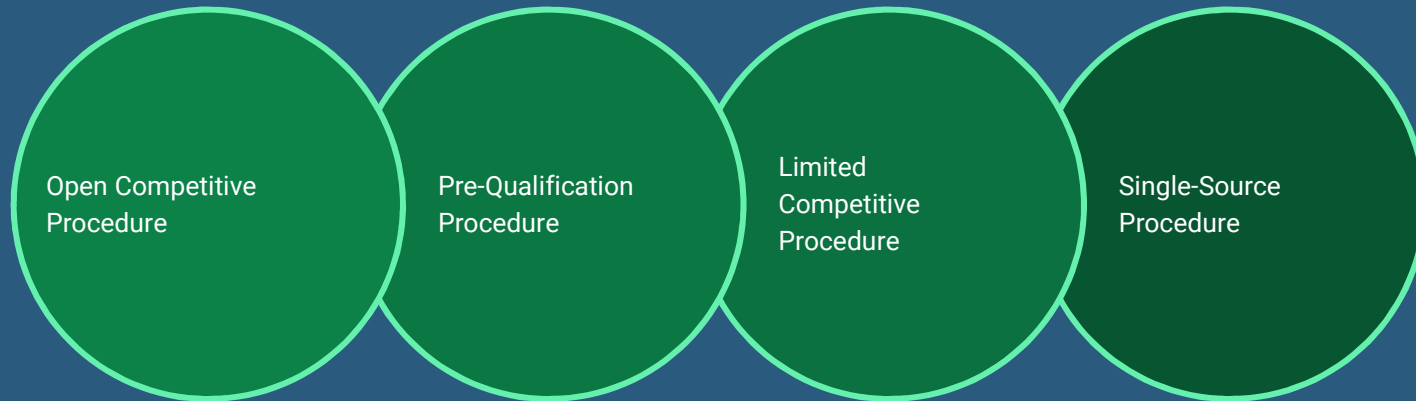 Open Competitive
Procedure
Pre-Qualification
Procedure
Limited
Competitive
Procedure
Single-Source
Procedure